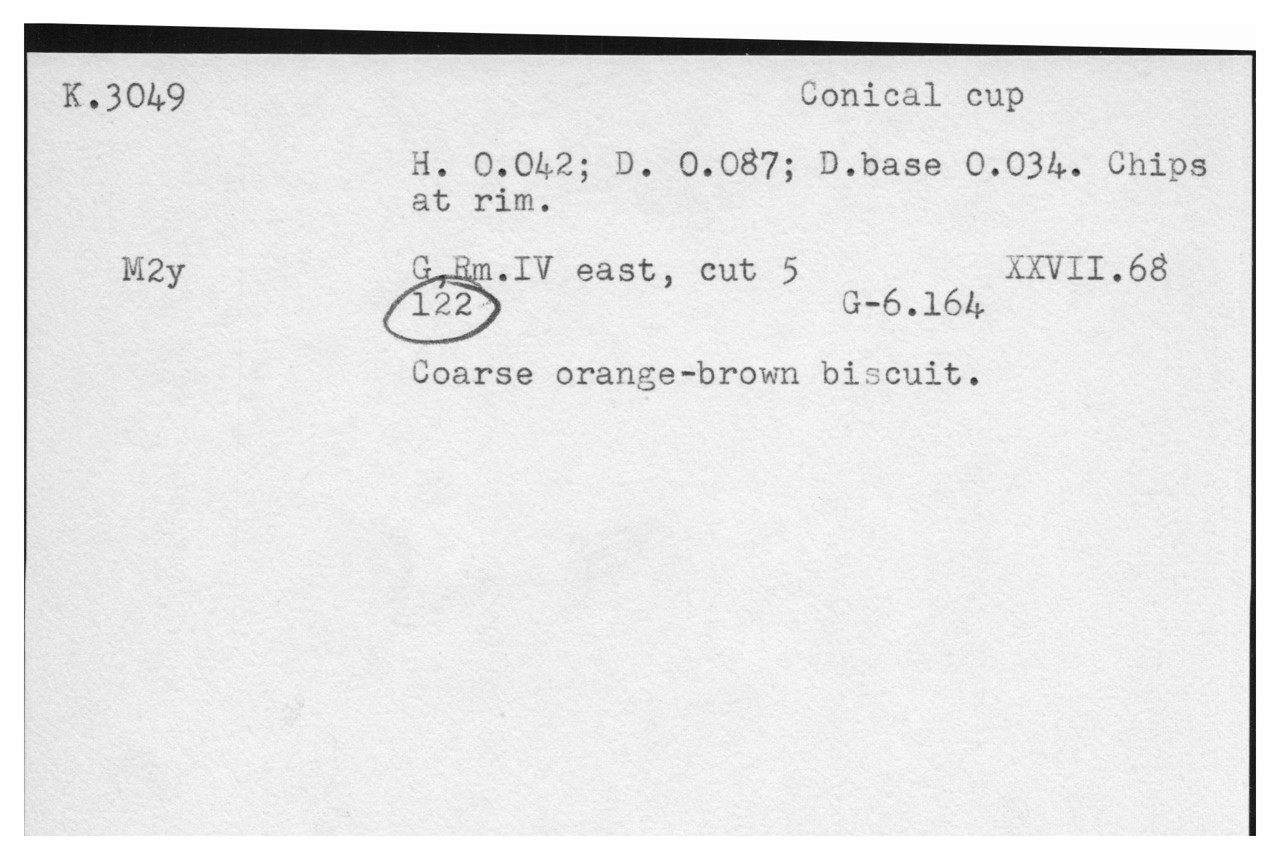 K.3049 Conical cup
H. 0.042; D. 0.087; D.base 0.034. Chips
at rim.
M2y G,Rm.IV east, cut 5 XXVII.68
122 G-6.164
Coarse orange-brown biscuit.